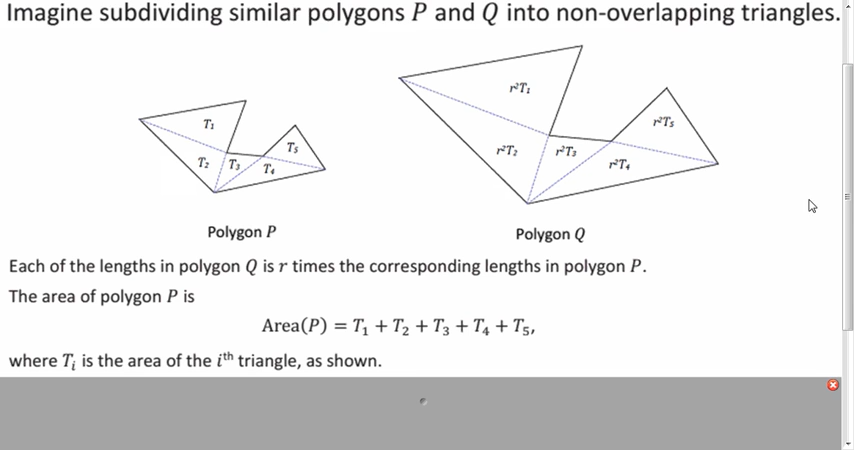 Imagine subdividing similar polygons P and Q into non-overlapping triangles.
T₁
T₂
T₃
T₄
T₅
r²T₁
r²T₂
r²T₃
r²T₄
r²T₅
Polygon P
Polygon Q
Each of the lengths in polygon Q is r times the corresponding lengths in polygon P.
The area of polygon P is
Area(P) = T₁ + T₂ + T₃ + T₄ + T₅,
where Tᵢ is the area of the iᵗʰ triangle, as shown.